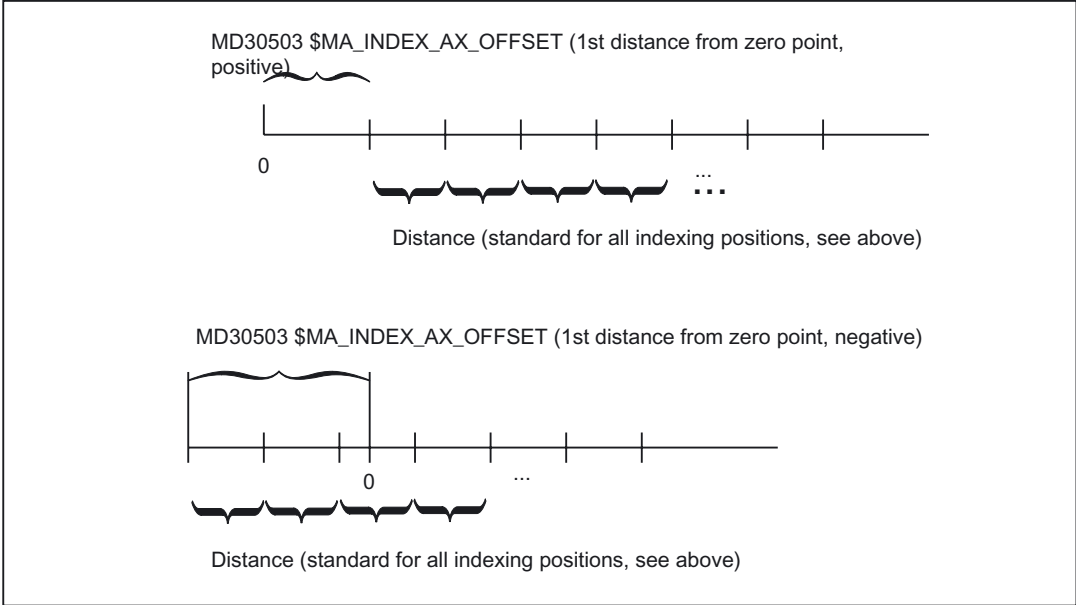 MD30503 $MA_INDEX_AX_OFFSET (1st distance from zero point,
positive)
0
...
...
Distance (standard for all indexing positions, see above)
MD30503 $MA_INDEX_AX_OFFSET (1st distance from zero point, negative)
0
...
Distance (standard for all indexing positions, see above)